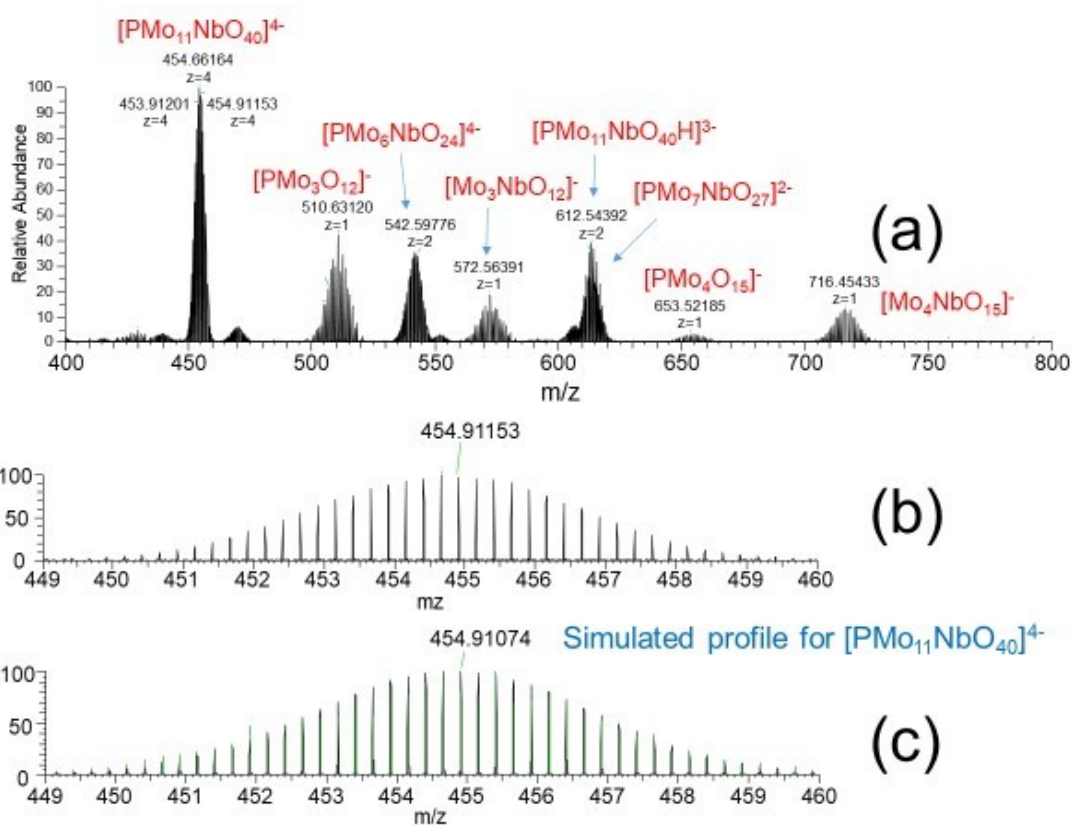 [PMo₁₁NbO₄₀]⁴⁻
454.66164
z=4
453.91201 454.91153
z=4 z=4
[PMo₆NbO₂₄]⁴⁻
[PMo₁₁NbO₄₀H]³⁻
[PMo₃O₁₂]⁻
510.63120
z=1
542.59776
z=2
[Mo₃NbO₁₂]⁻
572.56391
z=1
612.54392
z=2
[PMo₇NbO₂₇]²⁻
[PMo₄O₁₅]⁻
653.52185
z=1
716.45433
z=1
[Mo₄NbO₁₅]⁻
(a)
Relative Abundance
100
90
80
70
60
50
40
30
20
10
0
400 450 500 550 600 650 700 750 800
m/z
454.91153
(b)
100
50
0
449 450 451 452 453 454 455 456 457 458 459 460
mz
454.91074 Simulated profile for [PMo₁₁NbO₄₀]⁴⁻
(c)
100
50
0
449 450 451 452 453 454 455 456 457 458 459 460
m/z